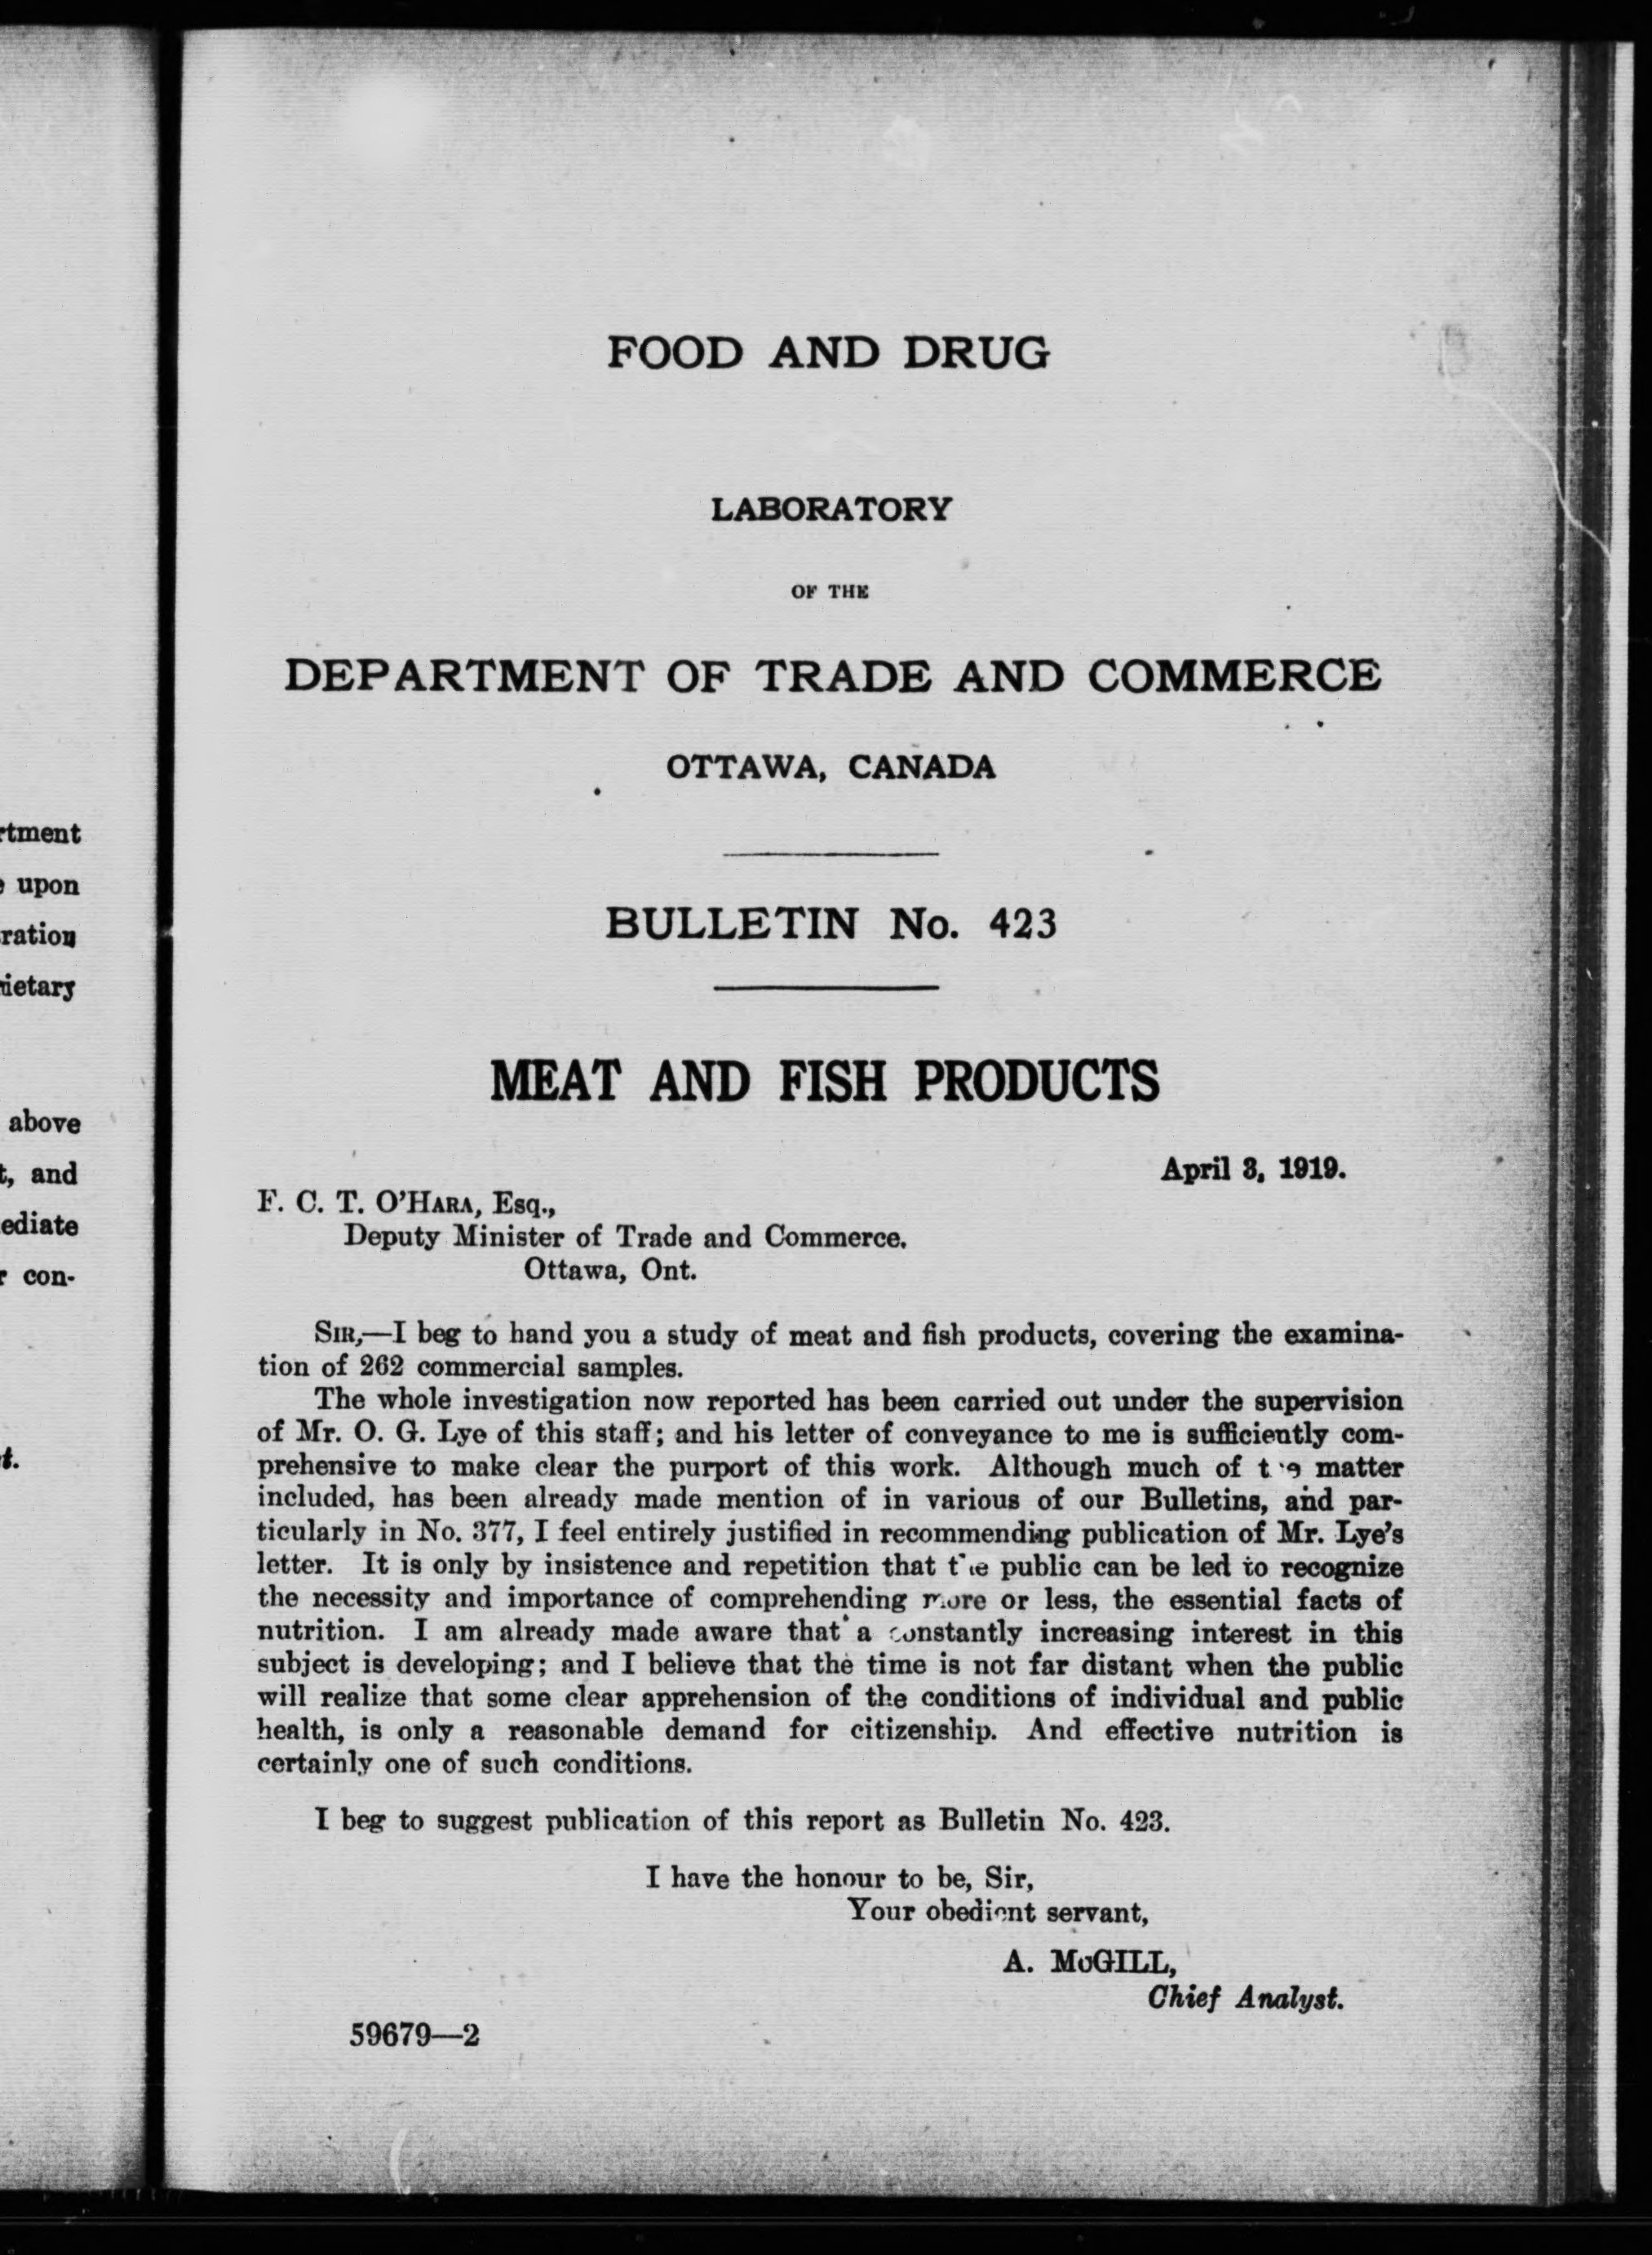 rtment
upon
ration
rietary
above
t, and
ediate
r con-
t.
FOOD AND DRUG
LABORATORY
OF THE
DEPARTMENT OF TRADE AND COMMERCE
OTTAWA, CANADA
BULLETIN No. 423
MEAT AND FISH PRODUCTS
April 3, 1919.
F. C. T. O'HARA, Esq.,
Deputy Minister of Trade and Commerce.
Ottawa, Ont.
SIR,—I beg to hand you a study of meat and fish products, covering the examina-
tion of 262 commercial samples.
The whole investigation now reported has been carried out under the supervision
of Mr. O. G. Lye of this staff; and his letter of conveyance to me is sufficiently com-
prehensive to make clear the purport of this work. Although much of the matter
included, has been already made mention of in various of our Bulletins, and par-
ticularly in No. 377, I feel entirely justified in recommending publication of Mr. Lye's
letter. It is only by insistence and repetition that the public can be led to recognize
the necessity and importance of comprehending more or less, the essential facts of
nutrition. I am already made aware that a constantly increasing interest in this
subject is developing; and I believe that the time is not far distant when the public
will realize that some clear apprehension of the conditions of individual and public
health, is only a reasonable demand for citizenship. And effective nutrition is
certainly one of such conditions.
I beg to suggest publication of this report as Bulletin No. 423.
I have the honour to be, Sir,
Your obedient servant,
A. McGILL,
Chief Analyst.
59679—2